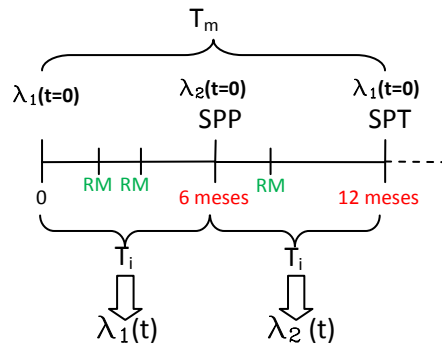 Tₘ
λ₁(t=0) λ₂(t=0) λ₁(t=0)
SPP SPT
RM RM RM
0 6 meses 12 meses
Tᵢ Tᵢ
λ₁(t) λ₂(t)